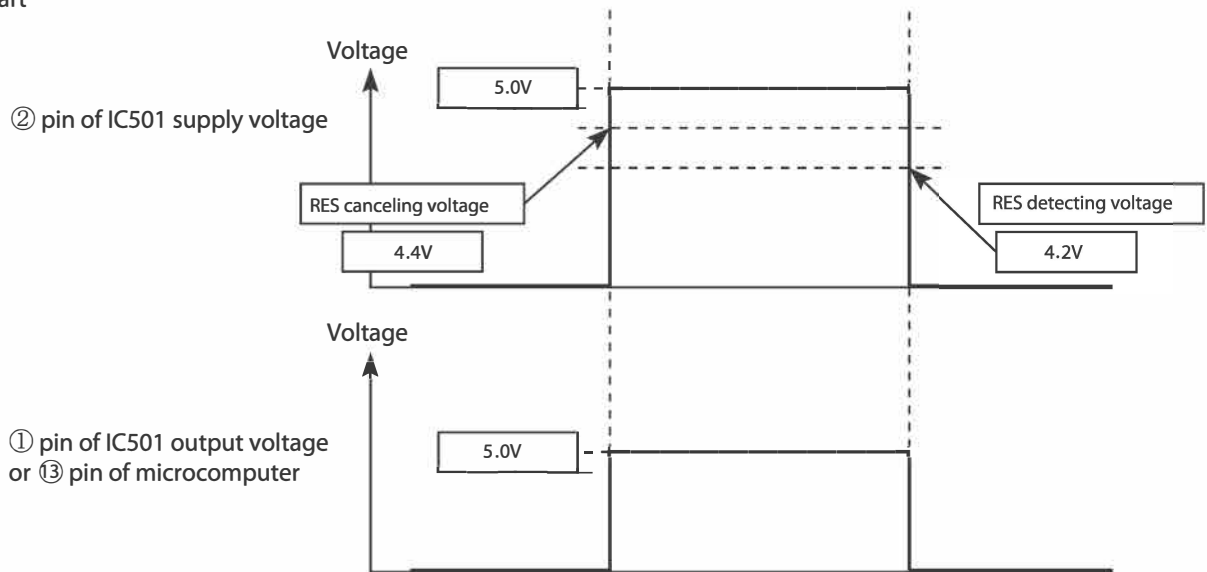 Voltage
5.0V
② pin of IC501 supply voltage
RES canceling voltage
RES detecting voltage
4.4V
4.2V
Voltage
① pin of IC501 output voltage
or ⑬ pin of microcomputer
5.0V